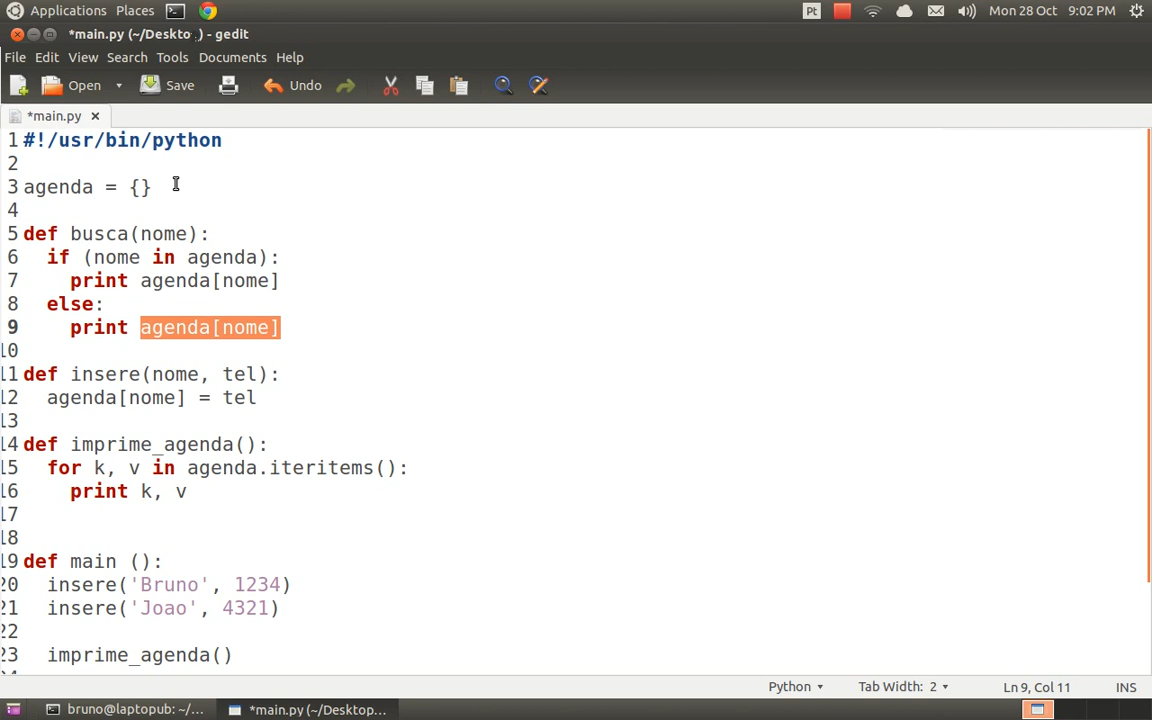 Applications Places Pt Mon 28 Oct 9:02 PM
*main.py (~/Deskto ) - gedit
File Edit View Search Tools Documents Help
Open Save Undo
*main.py
1 #!/usr/bin/python
2
3 agenda = {}
4
5 def busca(nome):
6   if (nome in agenda):
7     print agenda[nome]
8   else:
9     print agenda[nome]
10
11 def insere(nome, tel):
12   agenda[nome] = tel
13
14 def imprime_agenda():
15   for k, v in agenda.iteritems():
16     print k, v
17
18
19 def main ():
20   insere('Bruno', 1234)
21   insere('Joao', 4321)
22
23   imprime_agenda()
Python Tab Width: 2 Ln 9, Col 11 INS
bruno@laptopub: ~/... *main.py (~/Desktop...